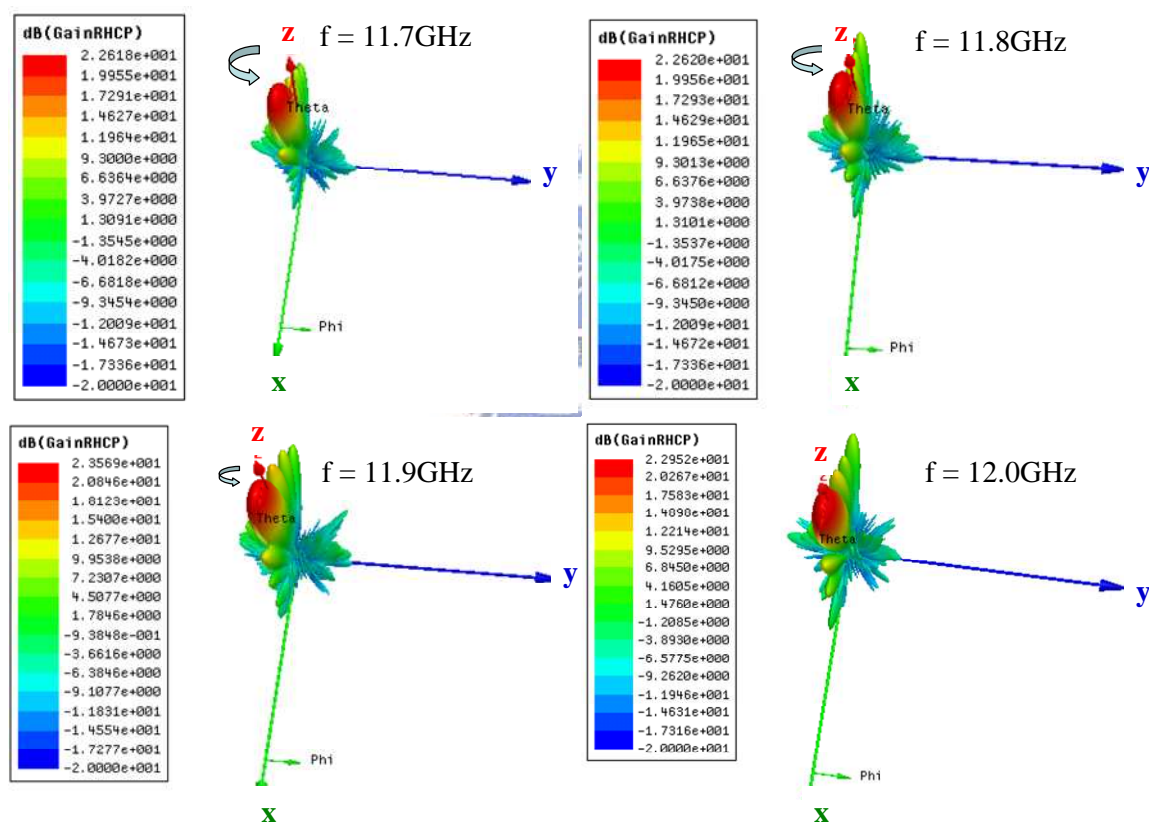 dB(GainRHCP)
2.2618e+001
1.9955e+001
1.7291e+001
1.4627e+001
1.1964e+001
9.3000e+000
6.6364e+000
3.9727e+000
1.3091e+000
-1.3545e+000
-4.0182e+000
-6.6818e+000
-9.3454e+000
-1.2009e+001
-1.4673e+001
-1.7336e+001
-2.0000e+001
z
f = 11.7GHz
Theta
y
Phi
x
dB(GainRHCP)
2.2620e+001
1.9956e+001
1.7293e+001
1.4629e+001
1.1965e+001
9.3013e+000
6.6376e+000
3.9738e+000
1.3101e+000
-1.3537e+000
-4.0175e+000
-6.6812e+000
-9.3450e+000
-1.2009e+001
-1.4672e+001
-1.7336e+001
-2.0000e+001
z
f = 11.8GHz
Theta
y
Phi
x
dB(GainRHCP)
2.3569e+001
2.0846e+001
1.8123e+001
1.5400e+001
1.2677e+001
9.9538e+000
7.2307e+000
4.5077e+000
1.7846e+000
-9.3848e-001
-3.6616e+000
-6.3846e+000
-9.1077e+000
-1.1831e+001
-1.4554e+001
-1.7277e+001
-2.0000e+001
z
f = 11.9GHz
Theta
y
Phi
x
dB(GainRHCP)
2.2952e+001
2.0267e+001
1.7583e+001
1.4898e+001
1.2214e+001
9.5295e+000
6.8450e+000
4.1605e+000
1.4760e+000
-1.2085e+000
-3.8930e+000
-6.5775e+000
-9.2620e+000
-1.1946e+001
-1.4631e+001
-1.7316e+001
-2.0000e+001
z
f = 12.0GHz
Theta
y
Phi
x